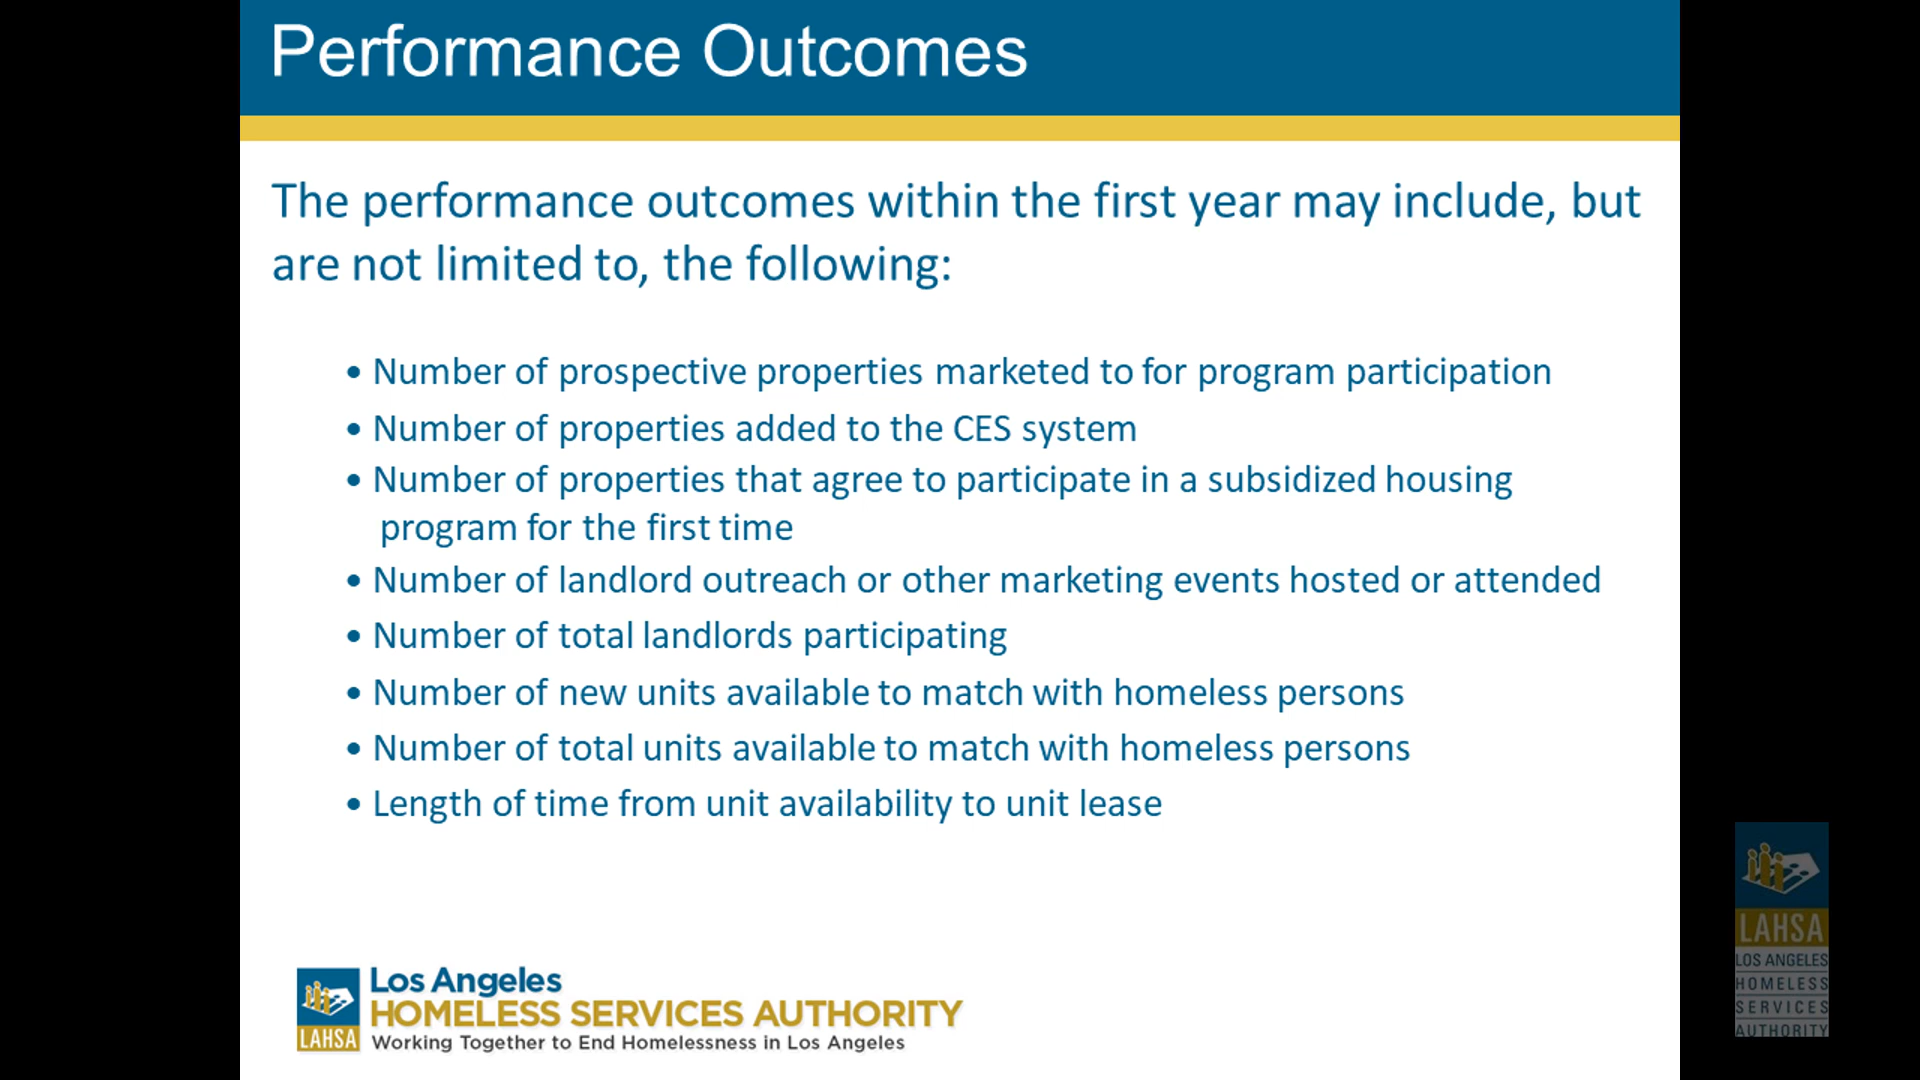 Performance Outcomes
The performance outcomes within the first year may include, but
are not limited to, the following:
• Number of prospective properties marketed to for program participation
• Number of properties added to the CES system
• Number of properties that agree to participate in a subsidized housing
program for the first time
• Number of landlord outreach or other marketing events hosted or attended
• Number of total landlords participating
• Number of new units available to match with homeless persons
• Number of total units available to match with homeless persons
• Length of time from unit availability to unit lease
LAHSA
Los Angeles
HOMELESS SERVICES AUTHORITY
Working Together to End Homelessness in Los Angeles
LAHSA
LOS ANGELES
HOMELESS
SERVICES
AUTHORITY